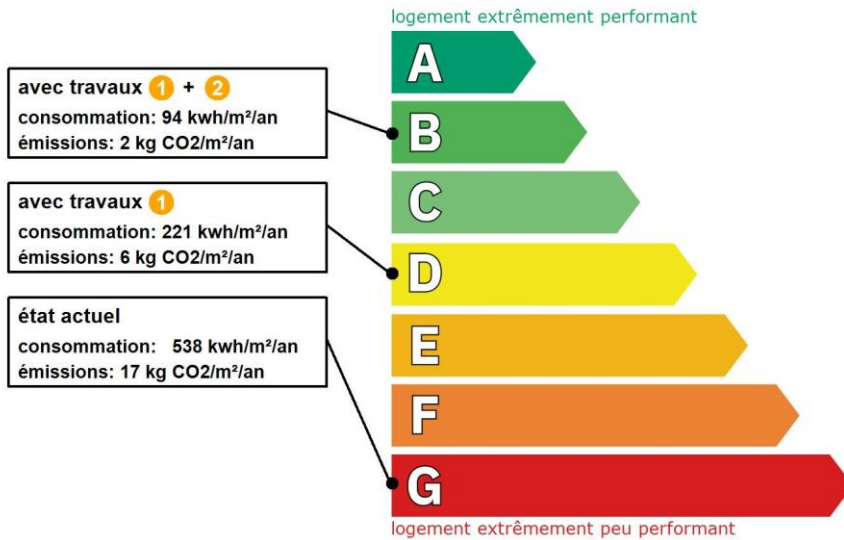 logement extrêmement performant
avec travaux 1 + 2
consommation: 94 kwh/m²/an
émissions: 2 kg CO2/m²/an
avec travaux 1
consommation: 221 kwh/m²/an
émissions: 6 kg CO2/m²/an
état actuel
consommation: 538 kwh/m²/an
émissions: 17 kg CO2/m²/an
A
B
C
D
E
F
G
logement extrêmement peu performant